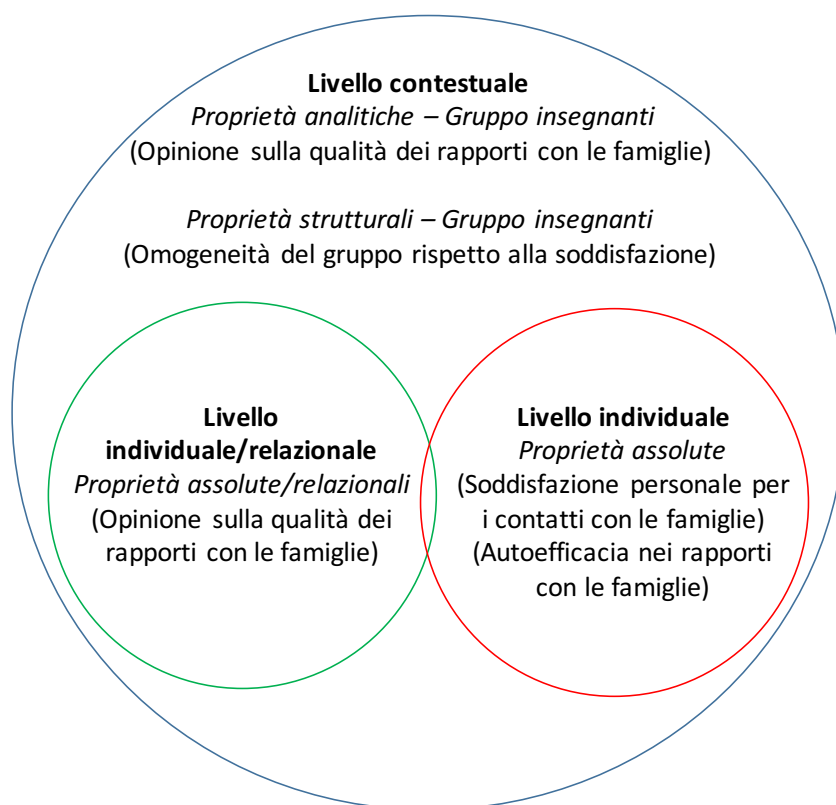 Livello contestuale
Proprietà analitiche – Gruppo insegnanti
(Opinione sulla qualità dei rapporti con le famiglie)
Proprietà strutturali – Gruppo insegnanti
(Omogeneità del gruppo rispetto alla soddisfazione)
Livello
individuale/relazionale
Proprietà assolute/relazionali
(Opinione sulla qualità dei
rapporti con le famiglie)
Livello individuale
Proprietà assolute
(Soddisfazione personale per
i contatti con le famiglie)
(Autoefficacia nei rapporti
con le famiglie)